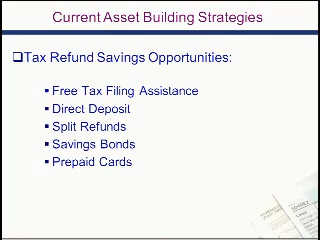 Current Asset Building Strategies
❑Tax Refund Savings Opportunities:
▪ Free Tax Filing Assistance
▪ Direct Deposit
▪ Split Refunds
▪ Savings Bonds
▪ Prepaid Cards